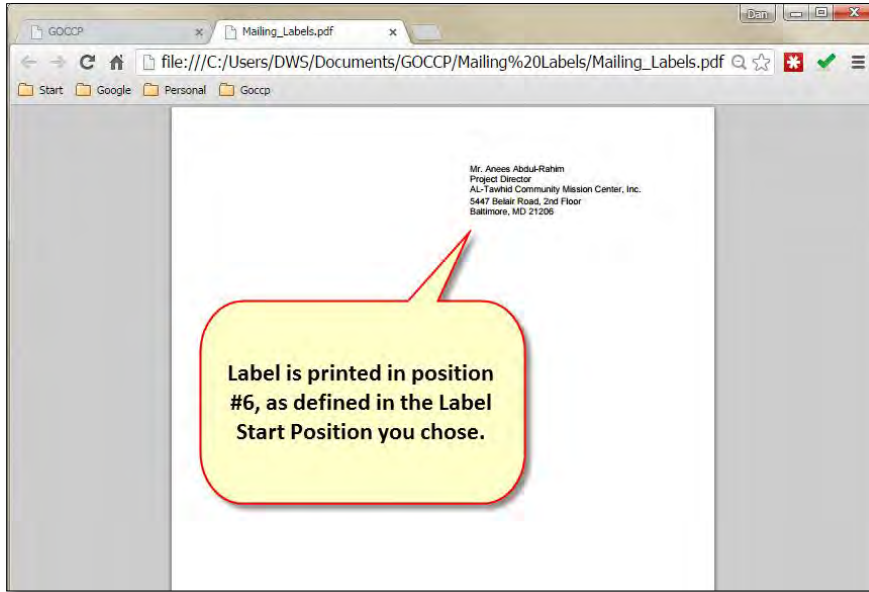 Dan
GOCCP
Mailing_Labels.pdf
file:///C:/Users/DWS/Documents/GOCCP/Mailing%20Labels/Mailing_Labels.pdf
Start Google Personal Goccp
Mr. Anees Abdul-Rahim
Project Director
AL-Tawhid Community Mission Center, Inc.
5447 Belair Road, 2nd Floor
Baltimore, MD 21206
Label is printed in position
#6, as defined in the Label
Start Position you chose.